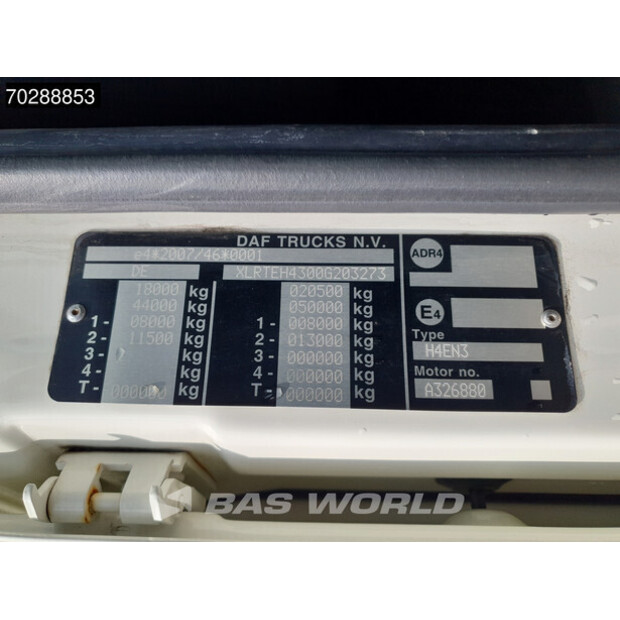 70288853
DAF TRUCKS N.V.
e4*2007/46*0001
DE XLRTEH4300G203273
18000 kg 020500 kg
44000 kg 050000 kg
1- 08000 kg 1- 008000 kg
2- 11500 kg 2- 013000 kg
3- kg 3- 000000 kg
4- kg 4- 000000 kg
T- 000000 kg T- 000000 kg
ADR4
E4
Type
H4EN3
Motor no.
A326880
BAS WORLD